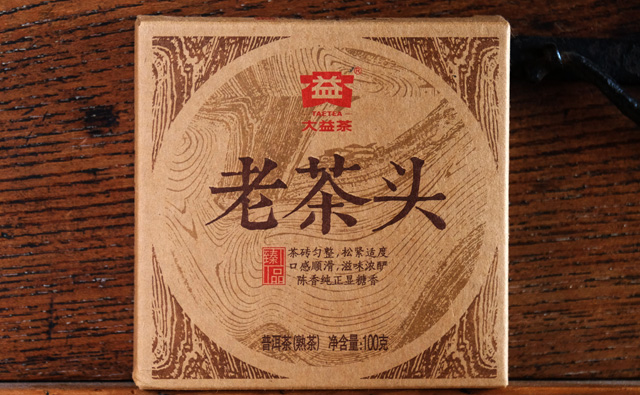 益
®
TAETEA
大益茶
老茶头
臻品
茶砖匀整,松紧适度
口感顺滑,滋味浓酽
陈香纯正显糖香
普洱茶(熟茶) 净含量:100克